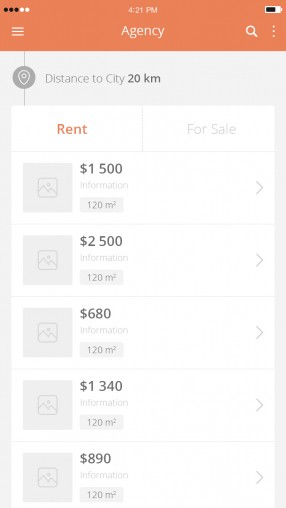 4:21 PM
Agency
Distance to City 20 km
Rent
For Sale
$1 500
Information
120 m²
$2 500
Information
120 m²
$680
Information
120 m²
$1 340
Information
120 m²
$890
Information
120 m²